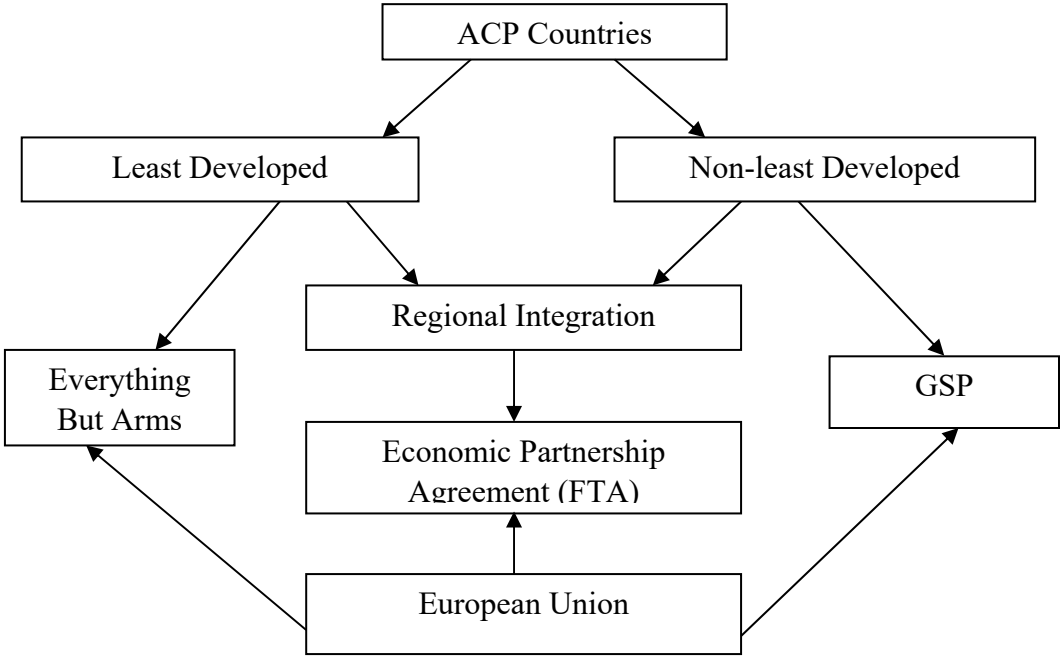 ACP Countries
Least Developed
Non-least Developed
Regional Integration
Everything
But Arms
GSP
Economic Partnership
Agreement (FTA)
European Union